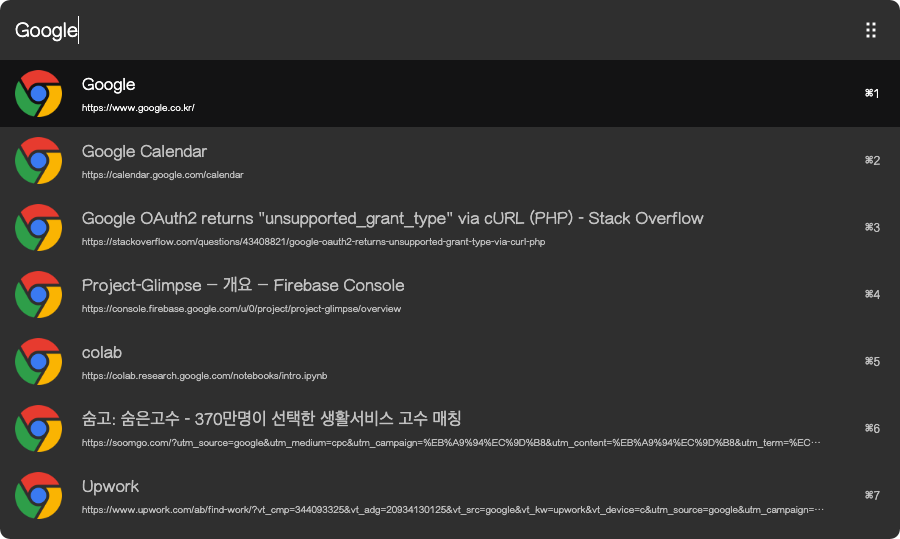 Google
Google
https://www.google.co.kr/
⌘1
Google Calendar
https://calendar.google.com/calendar
⌘2
Google OAuth2 returns "unsupported_grant_type" via cURL (PHP) - Stack Overflow
https://stackoverflow.com/questions/43408821/google-oauth2-returns-unsupported-grant-type-via-curl-php
⌘3
Project-Glimpse – 개요 – Firebase Console
https://console.firebase.google.com/u/0/project/project-glimpse/overview
⌘4
colab
https://colab.research.google.com/notebooks/intro.ipynb
⌘5
숨고: 숨은고수 - 370만명이 선택한 생활서비스 고수 매칭
https://soomgo.com/?utm_source=google&utm_medium=cpc&utm_campaign=%EB%A9%94%EC%9D%B8&utm_content=%EB%A9%94%EC%9D%B8&utm_term=%EC…
⌘6
Upwork
https://www.upwork.com/ab/find-work/?vt_cmp=344093325&vt_adg=20934130125&vt_src=google&vt_kw=upwork&vt_device=c&utm_source=google&utm_campaign=…
⌘7